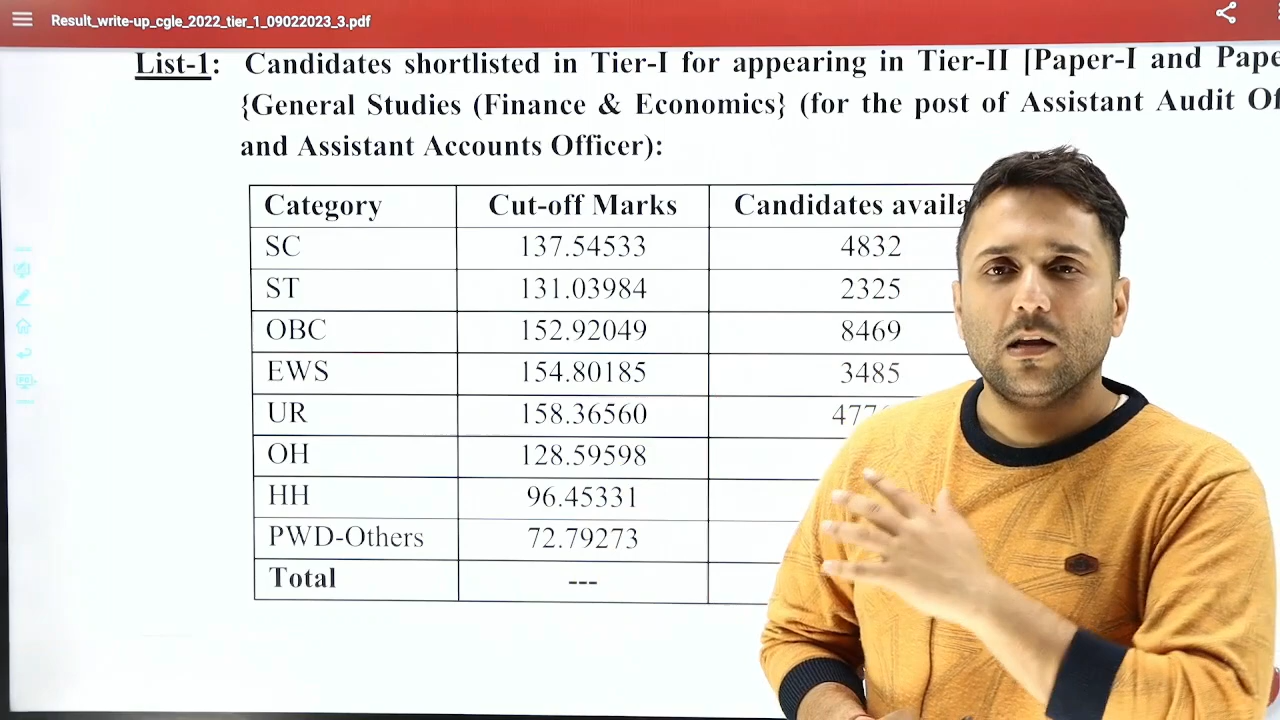 Result_write-up_cgle_2022_tier_1_09022023_3.pdf
List-1: Candidates shortlisted in Tier-I for appearing in Tier-II [Paper-I and
{General Studies (Finance & Economics} (for the post of Assistant Audit
and Assistant Accounts Officer):
Category Cut-off Marks Candidates
SC 137.54533 4832
ST 131.03984 2325
OBC 152.92049 8469
EWS 154.80185 3485
UR 158.36560
OH 128.59598
HH 96.45331
PWD-Others 72.79273
Total ---